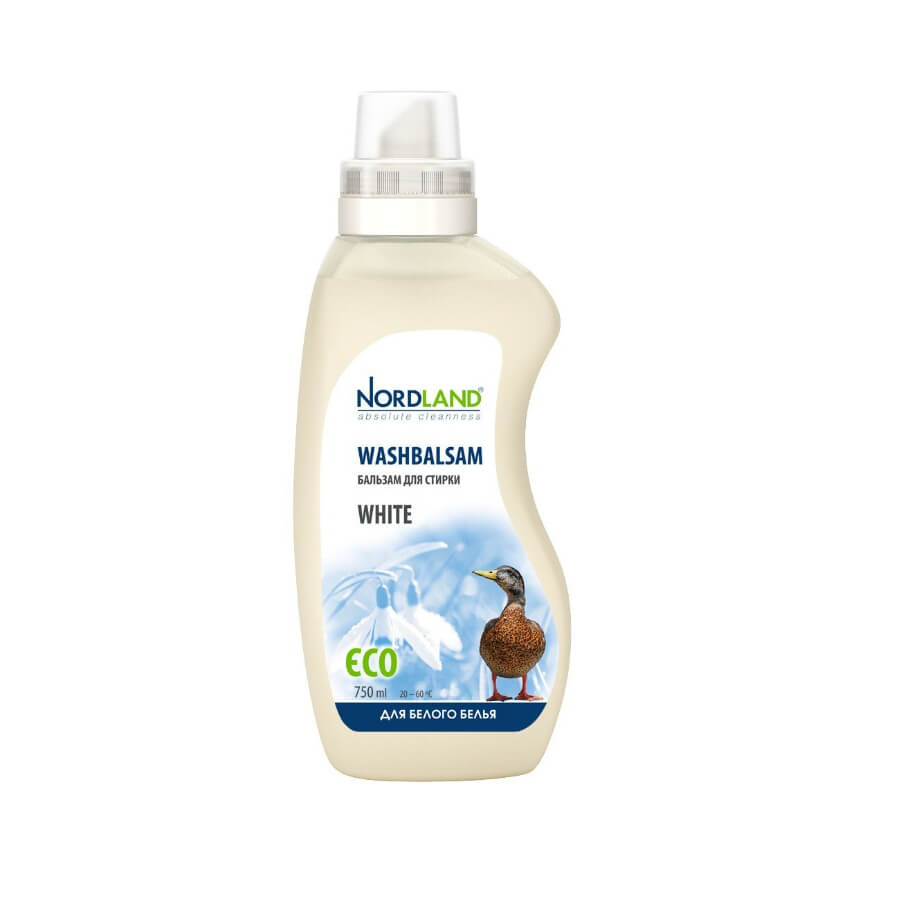 NORDLAND®
absolute cleanness
WASHBALSAM
БАЛЬЗАМ ДЛЯ СТИРКИ
WHITE
ECO
750 ml 20 – 60 °C
ДЛЯ БЕЛОГО БЕЛЬЯ